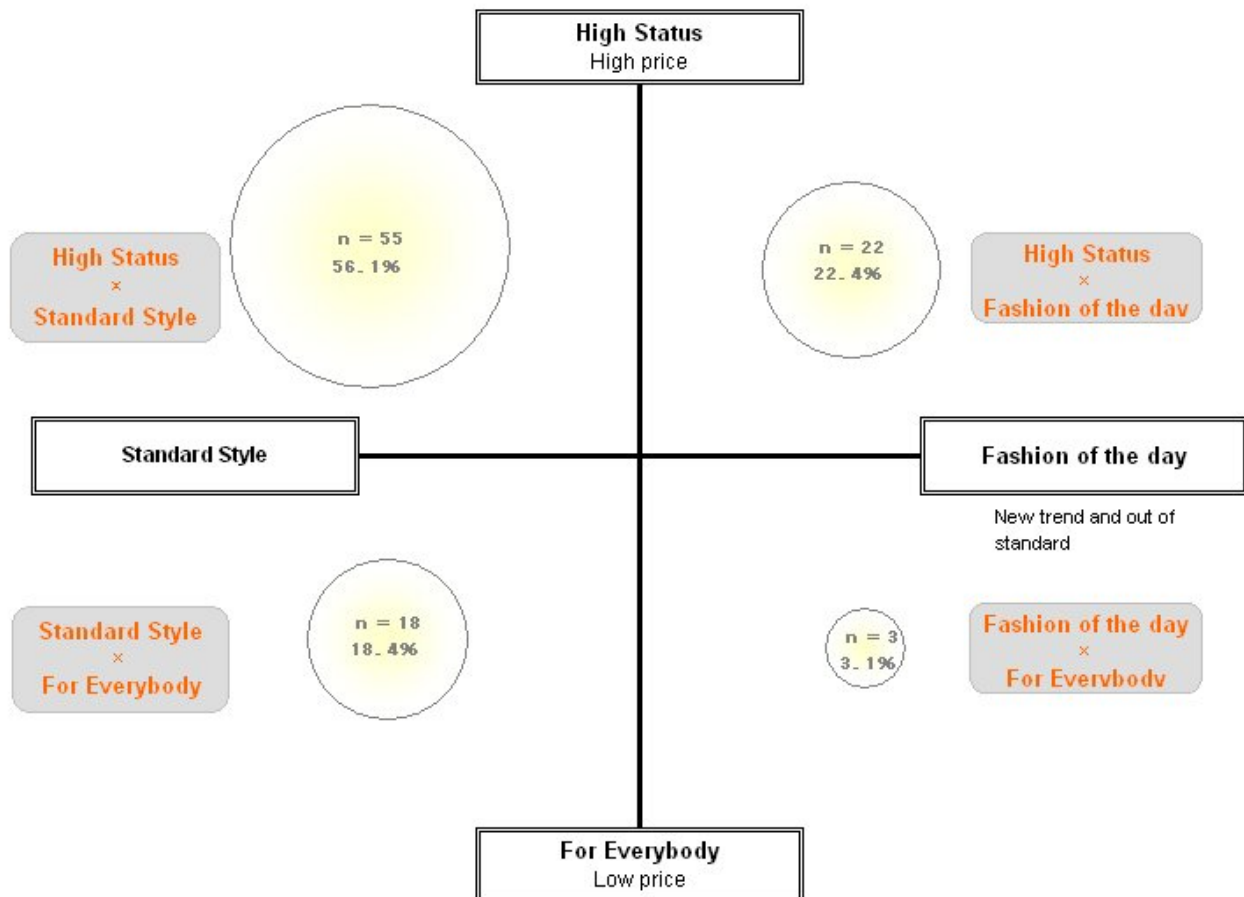 High Status
High price
n = 55
56.1%
n = 22
22.4%
High Status
×
Standard Style
High Status
×
Fashion of the day
Standard Style
Fashion of the day
New trend and out of
standard
n = 18
18.4%
n = 3
3.1%
Standard Style
×
For Everybody
Fashion of the day
×
For Everybody
For Everybody
Low price